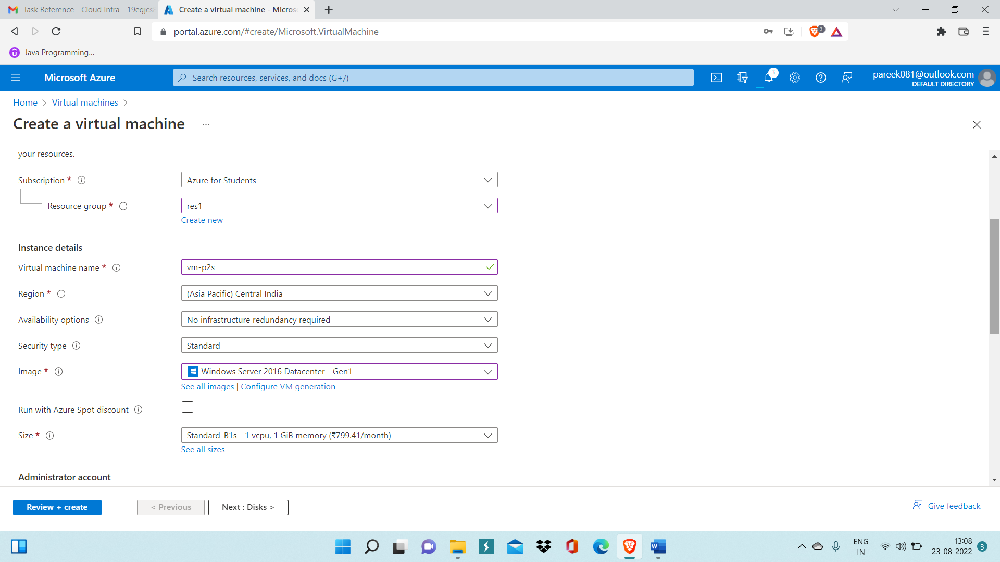 Task Reference - Cloud Infra - 19egjcs
Create a virtual machine - Micros
portal.azure.com/#create/Microsoft.VirtualMachine
3
Java Programming...
Microsoft Azure
Search resources, services, and docs (G+/)
3
pareek081@outlook.com
DEFAULT DIRECTORY
Home > Virtual machines >
Create a virtual machine ...
your resources.
Subscription *
Azure for Students
Resource group *
res1
Create new
Instance details
Virtual machine name *
vm-p2s
Region *
(Asia Pacific) Central India
Availability options
No infrastructure redundancy required
Security type
Standard
Image *
Windows Server 2016 Datacenter - Gen1
See all images | Configure VM generation
Run with Azure Spot discount
Size *
Standard_B1s - 1 vcpu, 1 GiB memory (₹799.41/month)
See all sizes
Administrator account
Review + create
< Previous
Next : Disks >
Give feedback
ENG
IN
13:08
23-08-2022
3